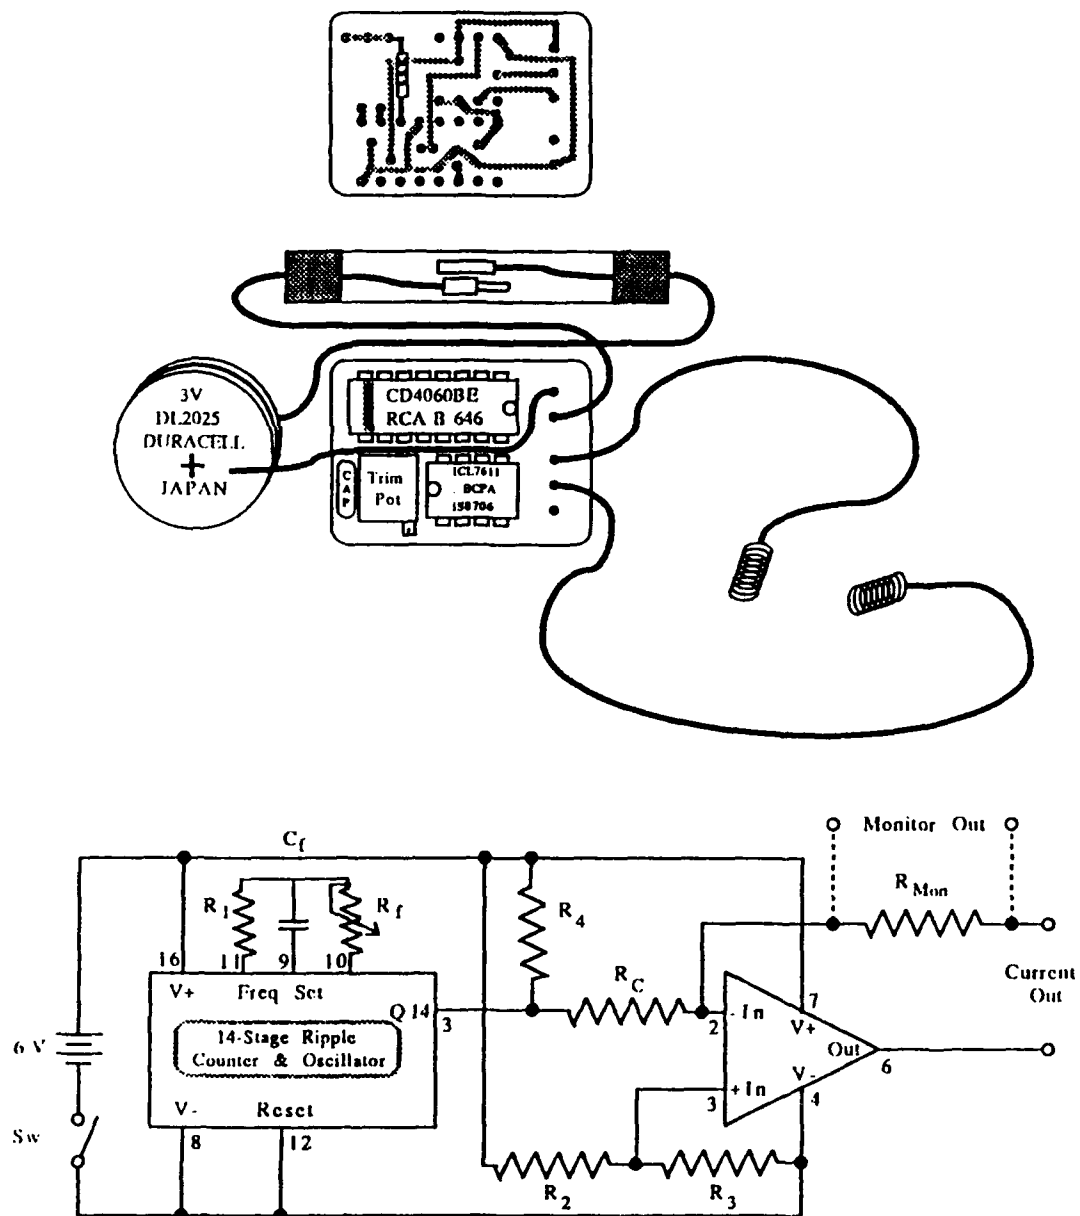 CD4060BE
RCA B 646
3V
DL2025
DURACELL
+
JAPAN
CAP
Trim
Pot
ICL7611
BCPA
158706
Monitor Out
Cf
RMon
R1
Rf
R4
16
11
9
10
RC
Current
Out
V+
Freq Set
7
Q 14
3
2
- In
V+
6 V
14-Stage Ripple
Counter & Oscillator
Out
6
V-
3
+ In
4
V-
Reset
Sw
8
12
R2
R3